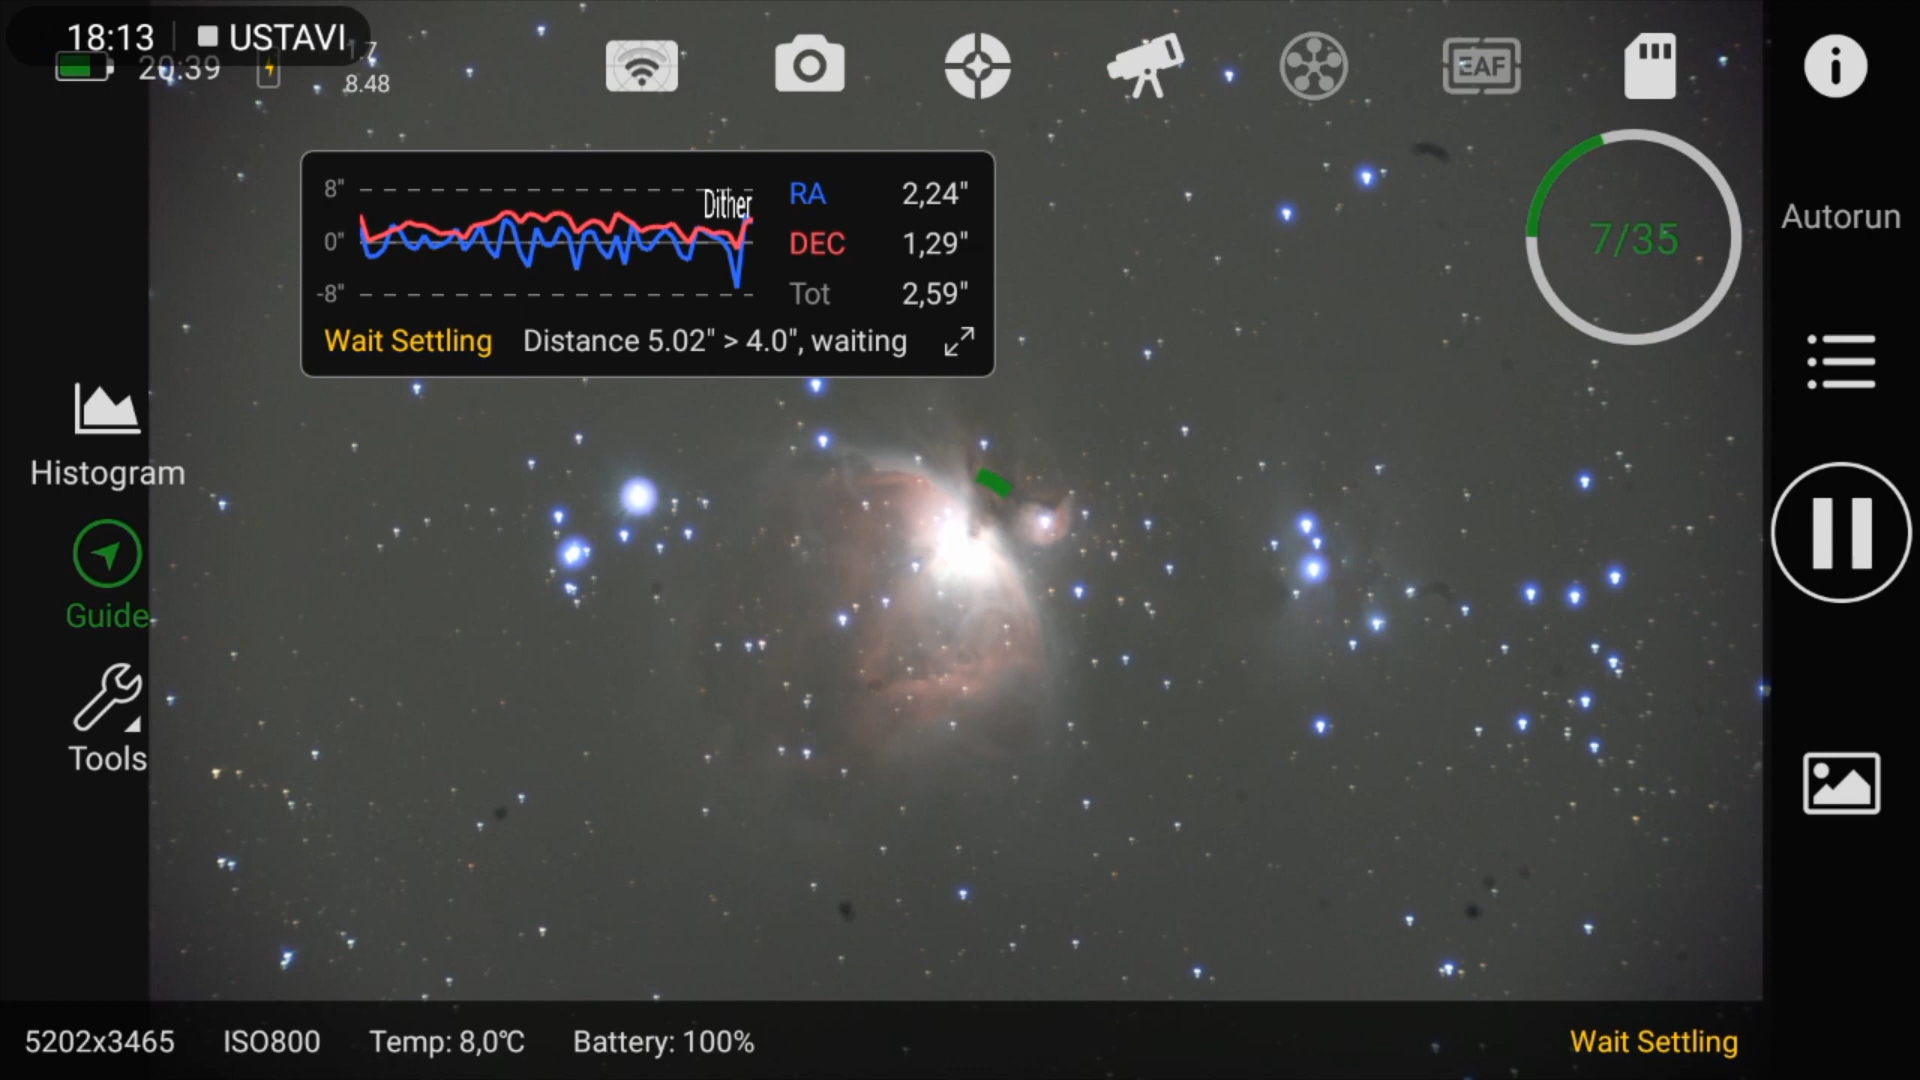 18:13 USTAVI
20:39
8.48
EAF
8"
Dither
RA 2,24"
0"
DEC 1,29"
-8"
Tot 2,59"
Wait Settling Distance 5.02" > 4.0", waiting
7/35
Autorun
Histogram
Guide
Tools
5202x3465 ISO800 Temp: 8,0℃ Battery: 100% Wait Settling